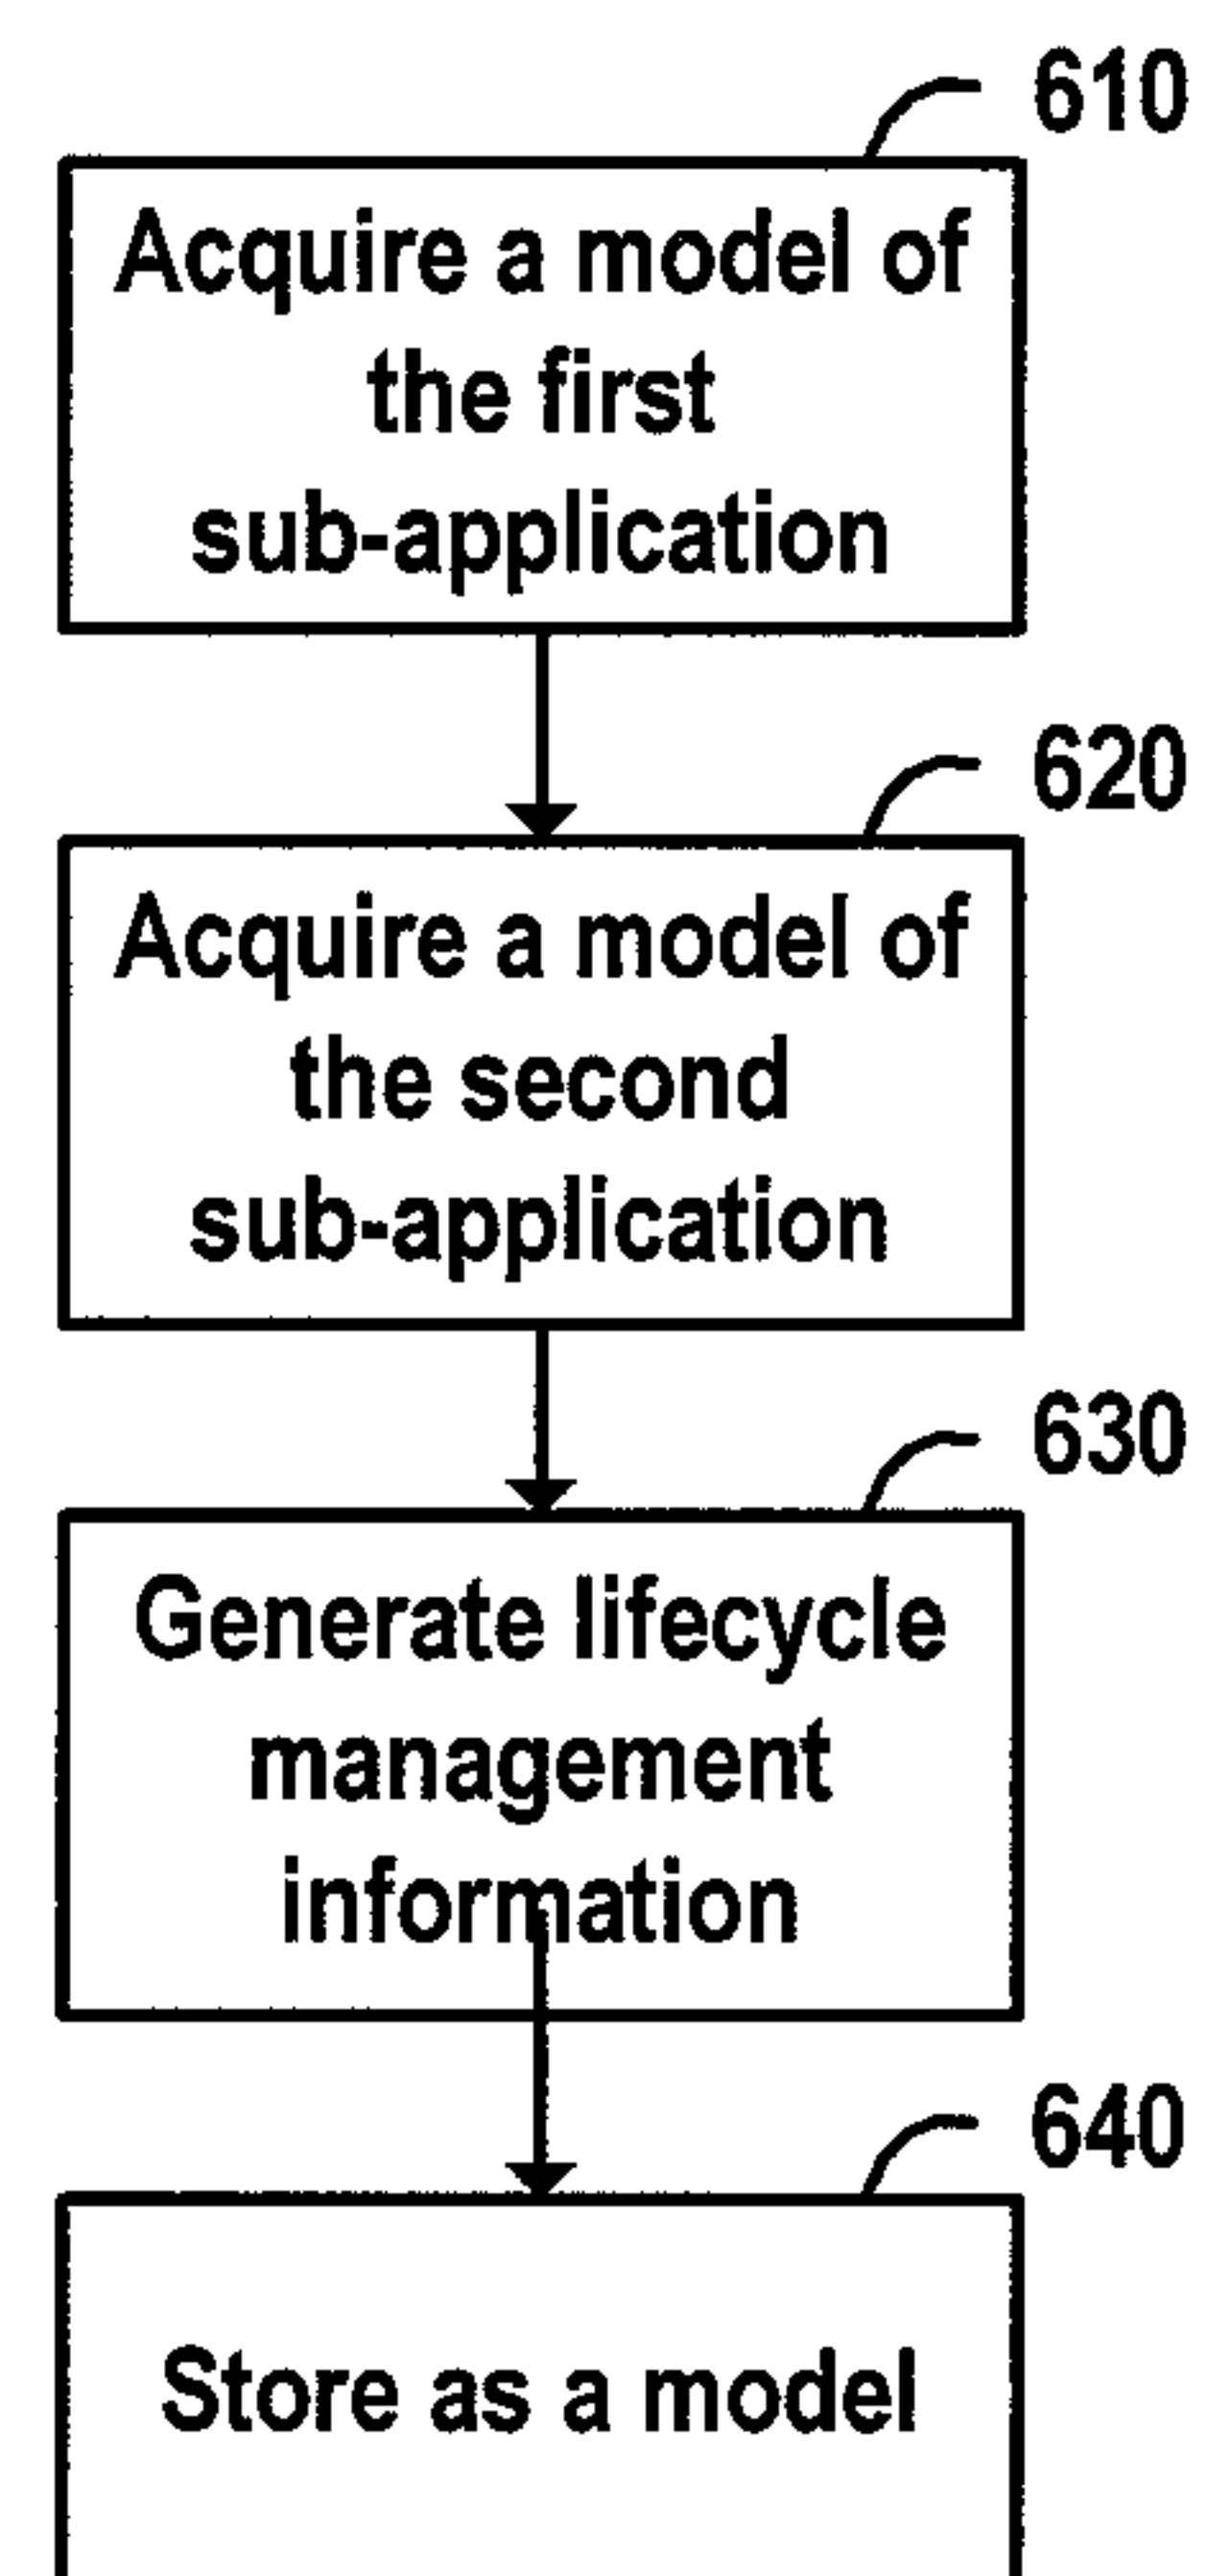 610
Acquire a model of
the first
sub-application
620
Acquire a model of
the second
sub-application
630
Generate lifecycle
management
information
640
Store as a model